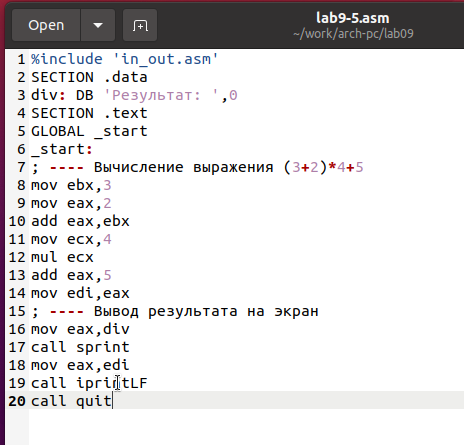 Open
lab9-5.asm
~/work/arch-pc/lab09
1 %include 'in_out.asm'
2 SECTION .data
3 div: DB 'Результат: ',0
4 SECTION .text
5 GLOBAL _start
6 _start:
7 ; ---- Вычисление выражения (3+2)*4+5
8 mov ebx,3
9 mov eax,2
10 add eax,ebx
11 mov ecx,4
12 mul ecx
13 add eax,5
14 mov edi,eax
15 ; ---- Вывод результата на экран
16 mov eax,div
17 call sprint
18 mov eax,edi
19 call iprintLF
20 call quit